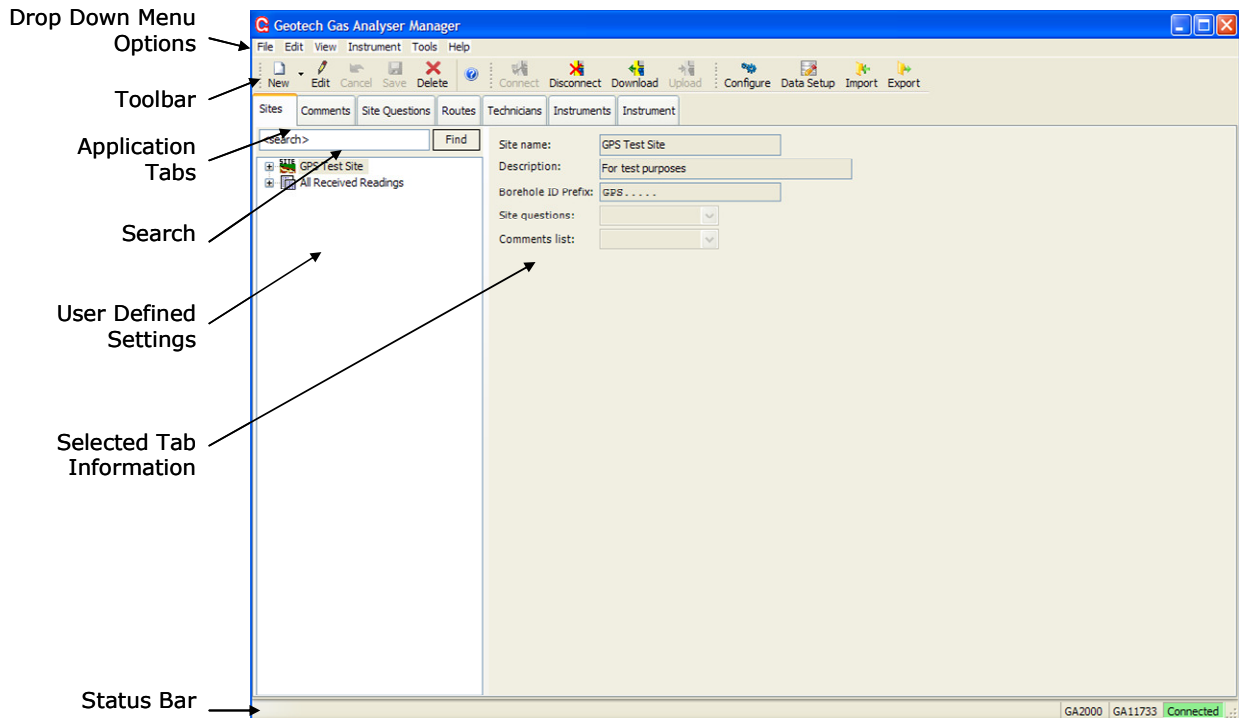 Drop Down Menu
Options
Toolbar
Application
Tabs
Search
User Defined
Settings
Selected Tab
Information
Status Bar
Geotech Gas Analyser Manager
File Edit View Instrument Tools Help
New Edit Cancel Save Delete Connect Disconnect Download Upload Configure Data Setup Import Export
Sites Comments Site Questions Routes Technicians Instruments Instrument
<search> Find
GPS Test Site
All Received Readings
Site name: GPS Test Site
Description: For test purposes
Borehole ID Prefix: GPS.....
Site questions:
Comments list:
GA2000 GA11733 Connected